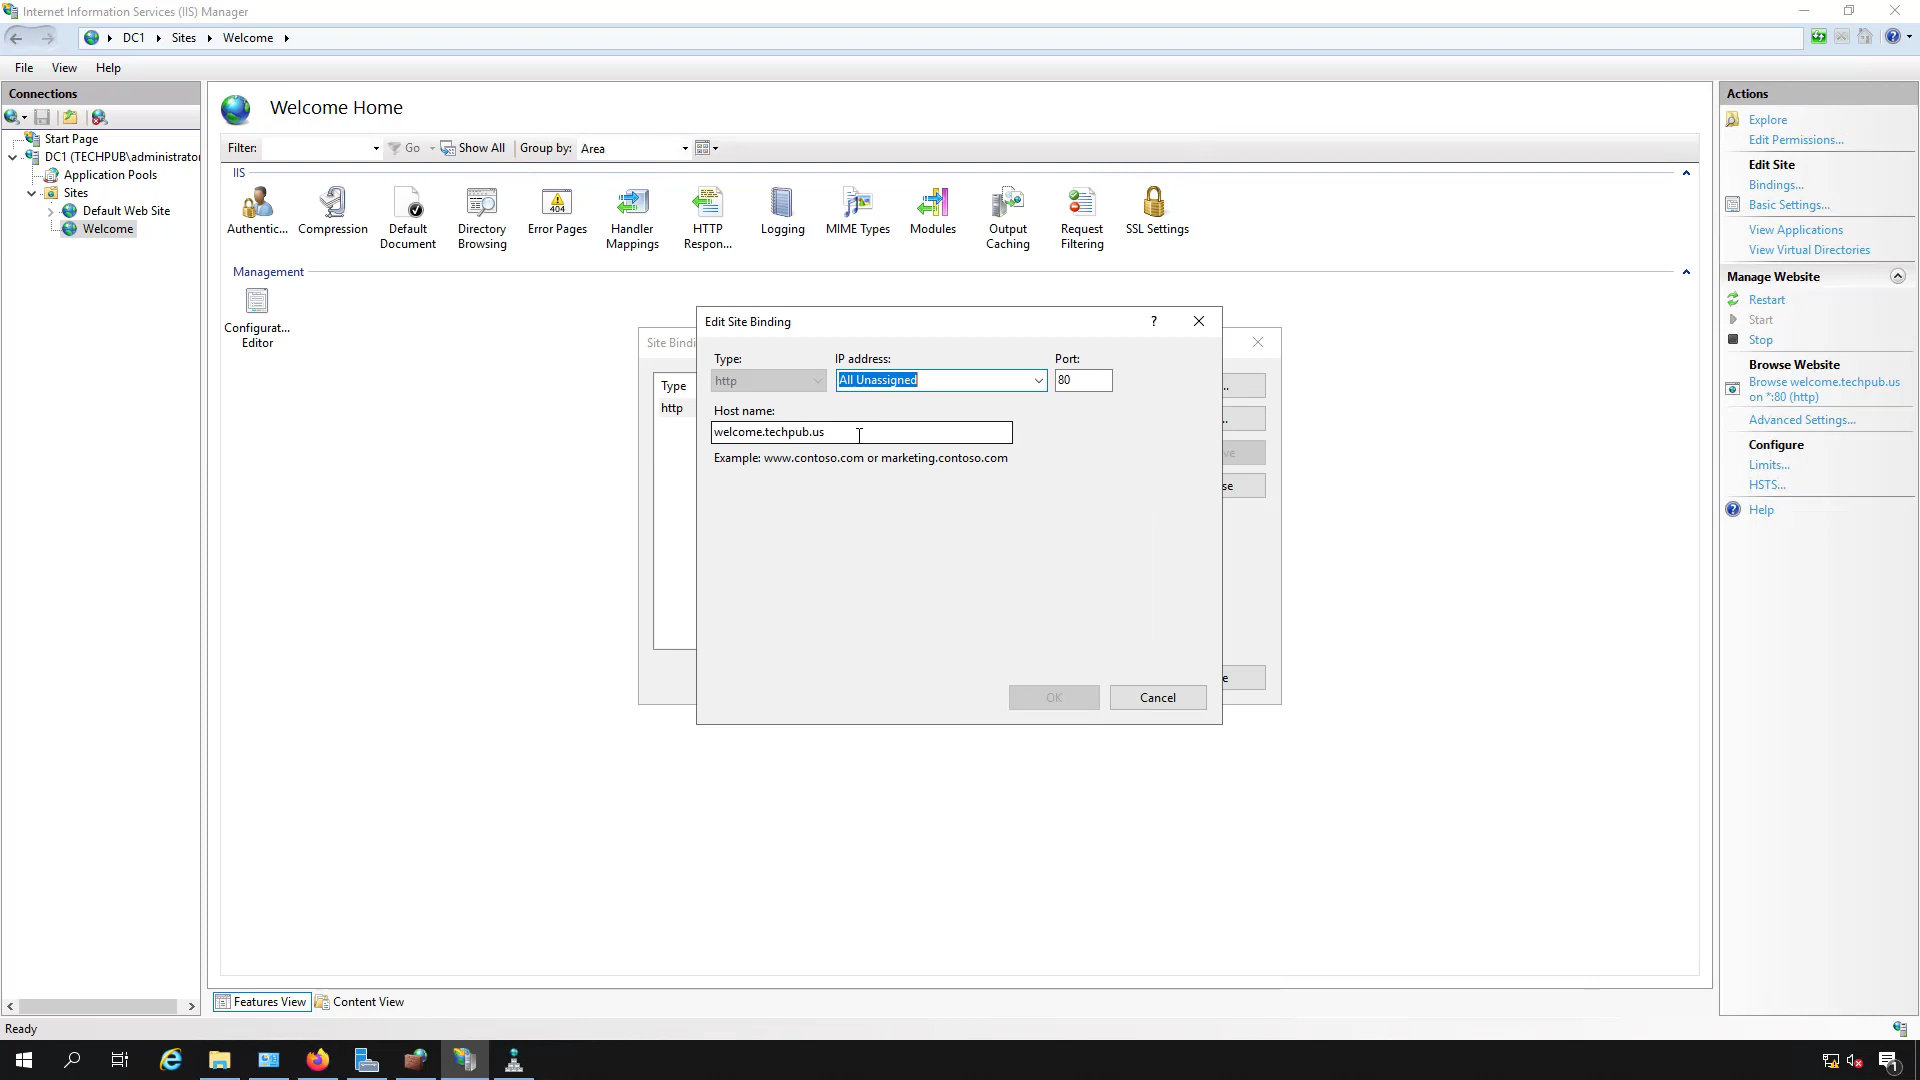 Internet Information Services (IIS) Manager
DC1 Sites Welcome
File View Help
Connections
Start Page
DC1 (TECHPUB\administrator
Application Pools
Sites
Default Web Site
Welcome
Welcome Home
Filter: Go Show All Group by: Area
IIS
Authentic... Compression Default Document Directory Browsing Error Pages Handler Mappings HTTP Respon... Logging MIME Types Modules Output Caching Request Filtering SSL Settings
Management
Configurat...
Editor
Site Bindi
Type
http
...
...
ve
se
e
Edit Site Binding
?
Type: IP address: Port:
http All Unassigned 80
Host name:
welcome.techpub.us
Example: www.contoso.com or marketing.contoso.com
OK Cancel
Actions
Explore
Edit Permissions...
Edit Site
Bindings...
Basic Settings...
View Applications
View Virtual Directories
Manage Website
Restart
Start
Stop
Browse Website
Browse welcome.techpub.us
on *:80 (http)
Advanced Settings...
Configure
Limits...
HSTS...
Help
Features View Content View
Ready
1